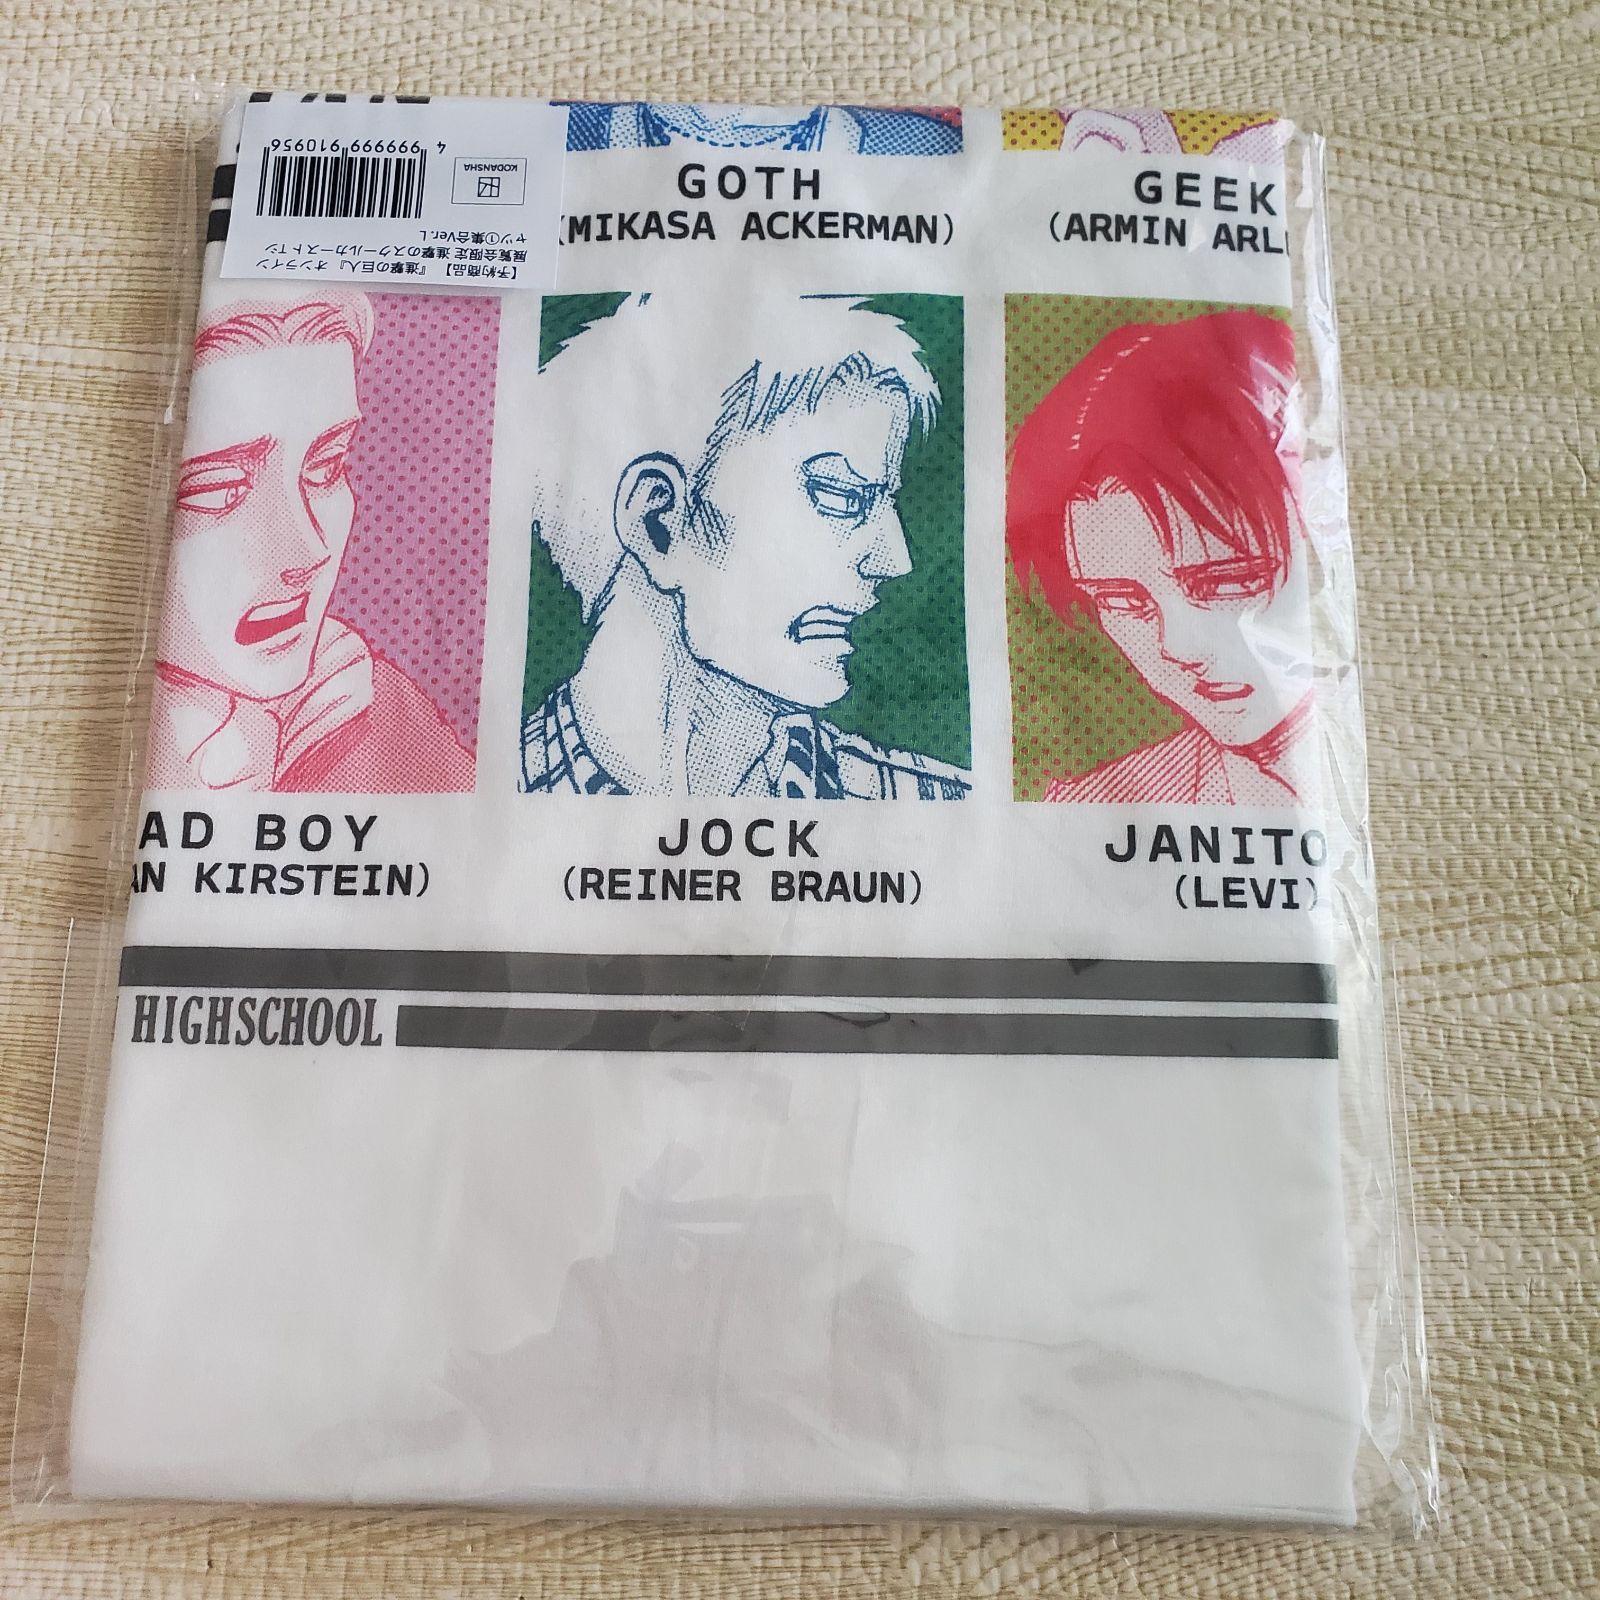 【予約商品】『進撃の巨人』オンライン
展覧会限定 進撃のスクールカースト Tシ
ャツ①集合Ver. L
KODANSHA
4 999999 910956
GOTH
(MIKASA ACKERMAN)
GEEK
(ARMIN ARL
AD BOY
AN KIRSTEIN)
JOCK
(REINER BRAUN)
JANITO
(LEVI)
HIGHSCHOOL